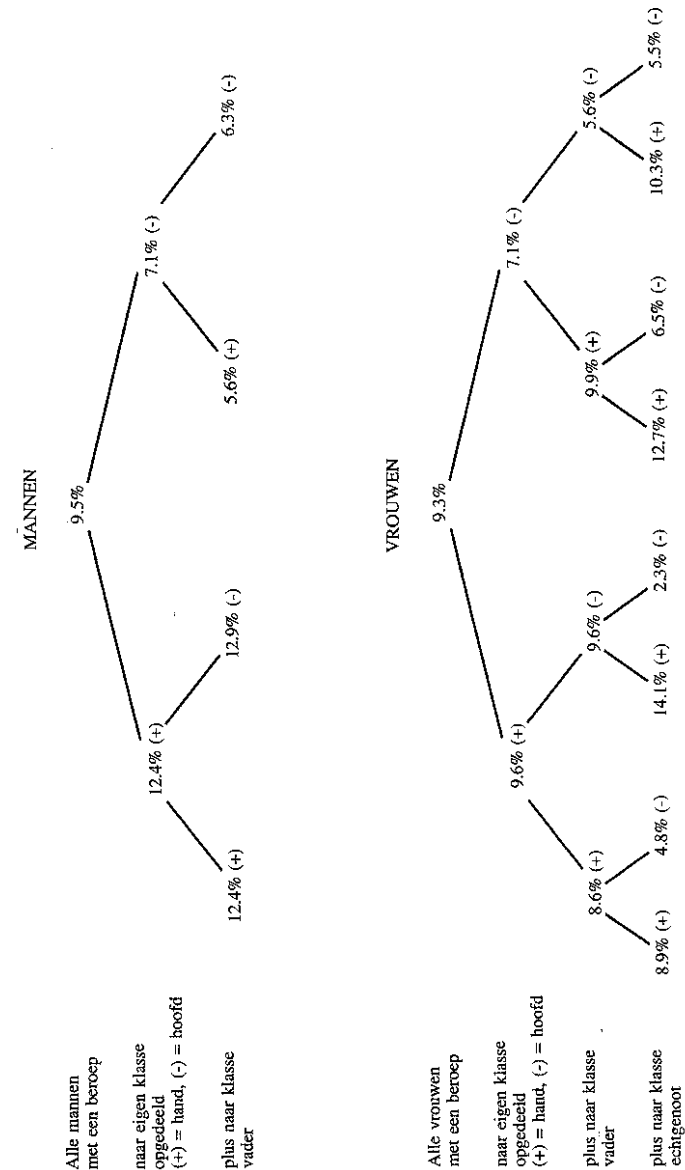 MANNEN
Alle mannen
met een beroep
9.5%
naar eigen klasse
opgedeeld
(+) = hand, (-) = hoofd
12.4% (+)
7.1% (-)
plus naar klasse
vader
12.4% (+)
12.9% (-)
5.6% (+)
6.3% (-)
VROUWEN
Alle vrouwen
met een beroep
9.3%
naar eigen klasse
opgedeeld
(+) = hand, (-) = hoofd
9.6% (+)
7.1% (-)
plus naar klasse
vader
8.6% (+)
9.6% (-)
9.9% (+)
5.6% (-)
plus naar klasse
echtgenoot
8.9% (+)
4.8% (-)
14.1% (+)
2.3% (-)
12.7% (+)
6.5% (-)
10.3% (+)
5.5% (-)